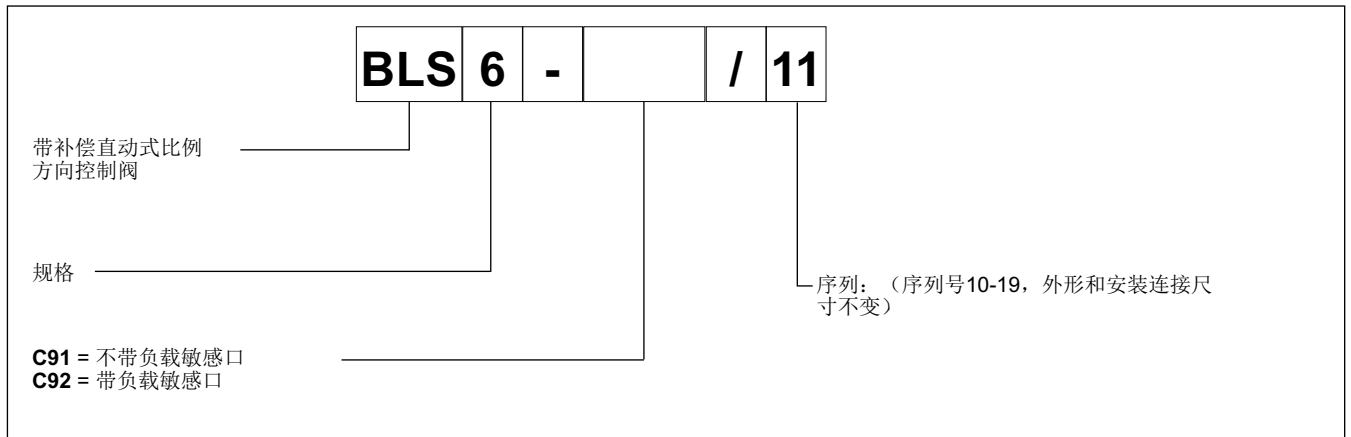 BLS 6 - / 11
带补偿直动式比例
方向控制阀
规格
序列：（序列号10-19，外形和安装连接尺
寸不变）
C91 = 不带负载敏感口
C92 = 带负载敏感口